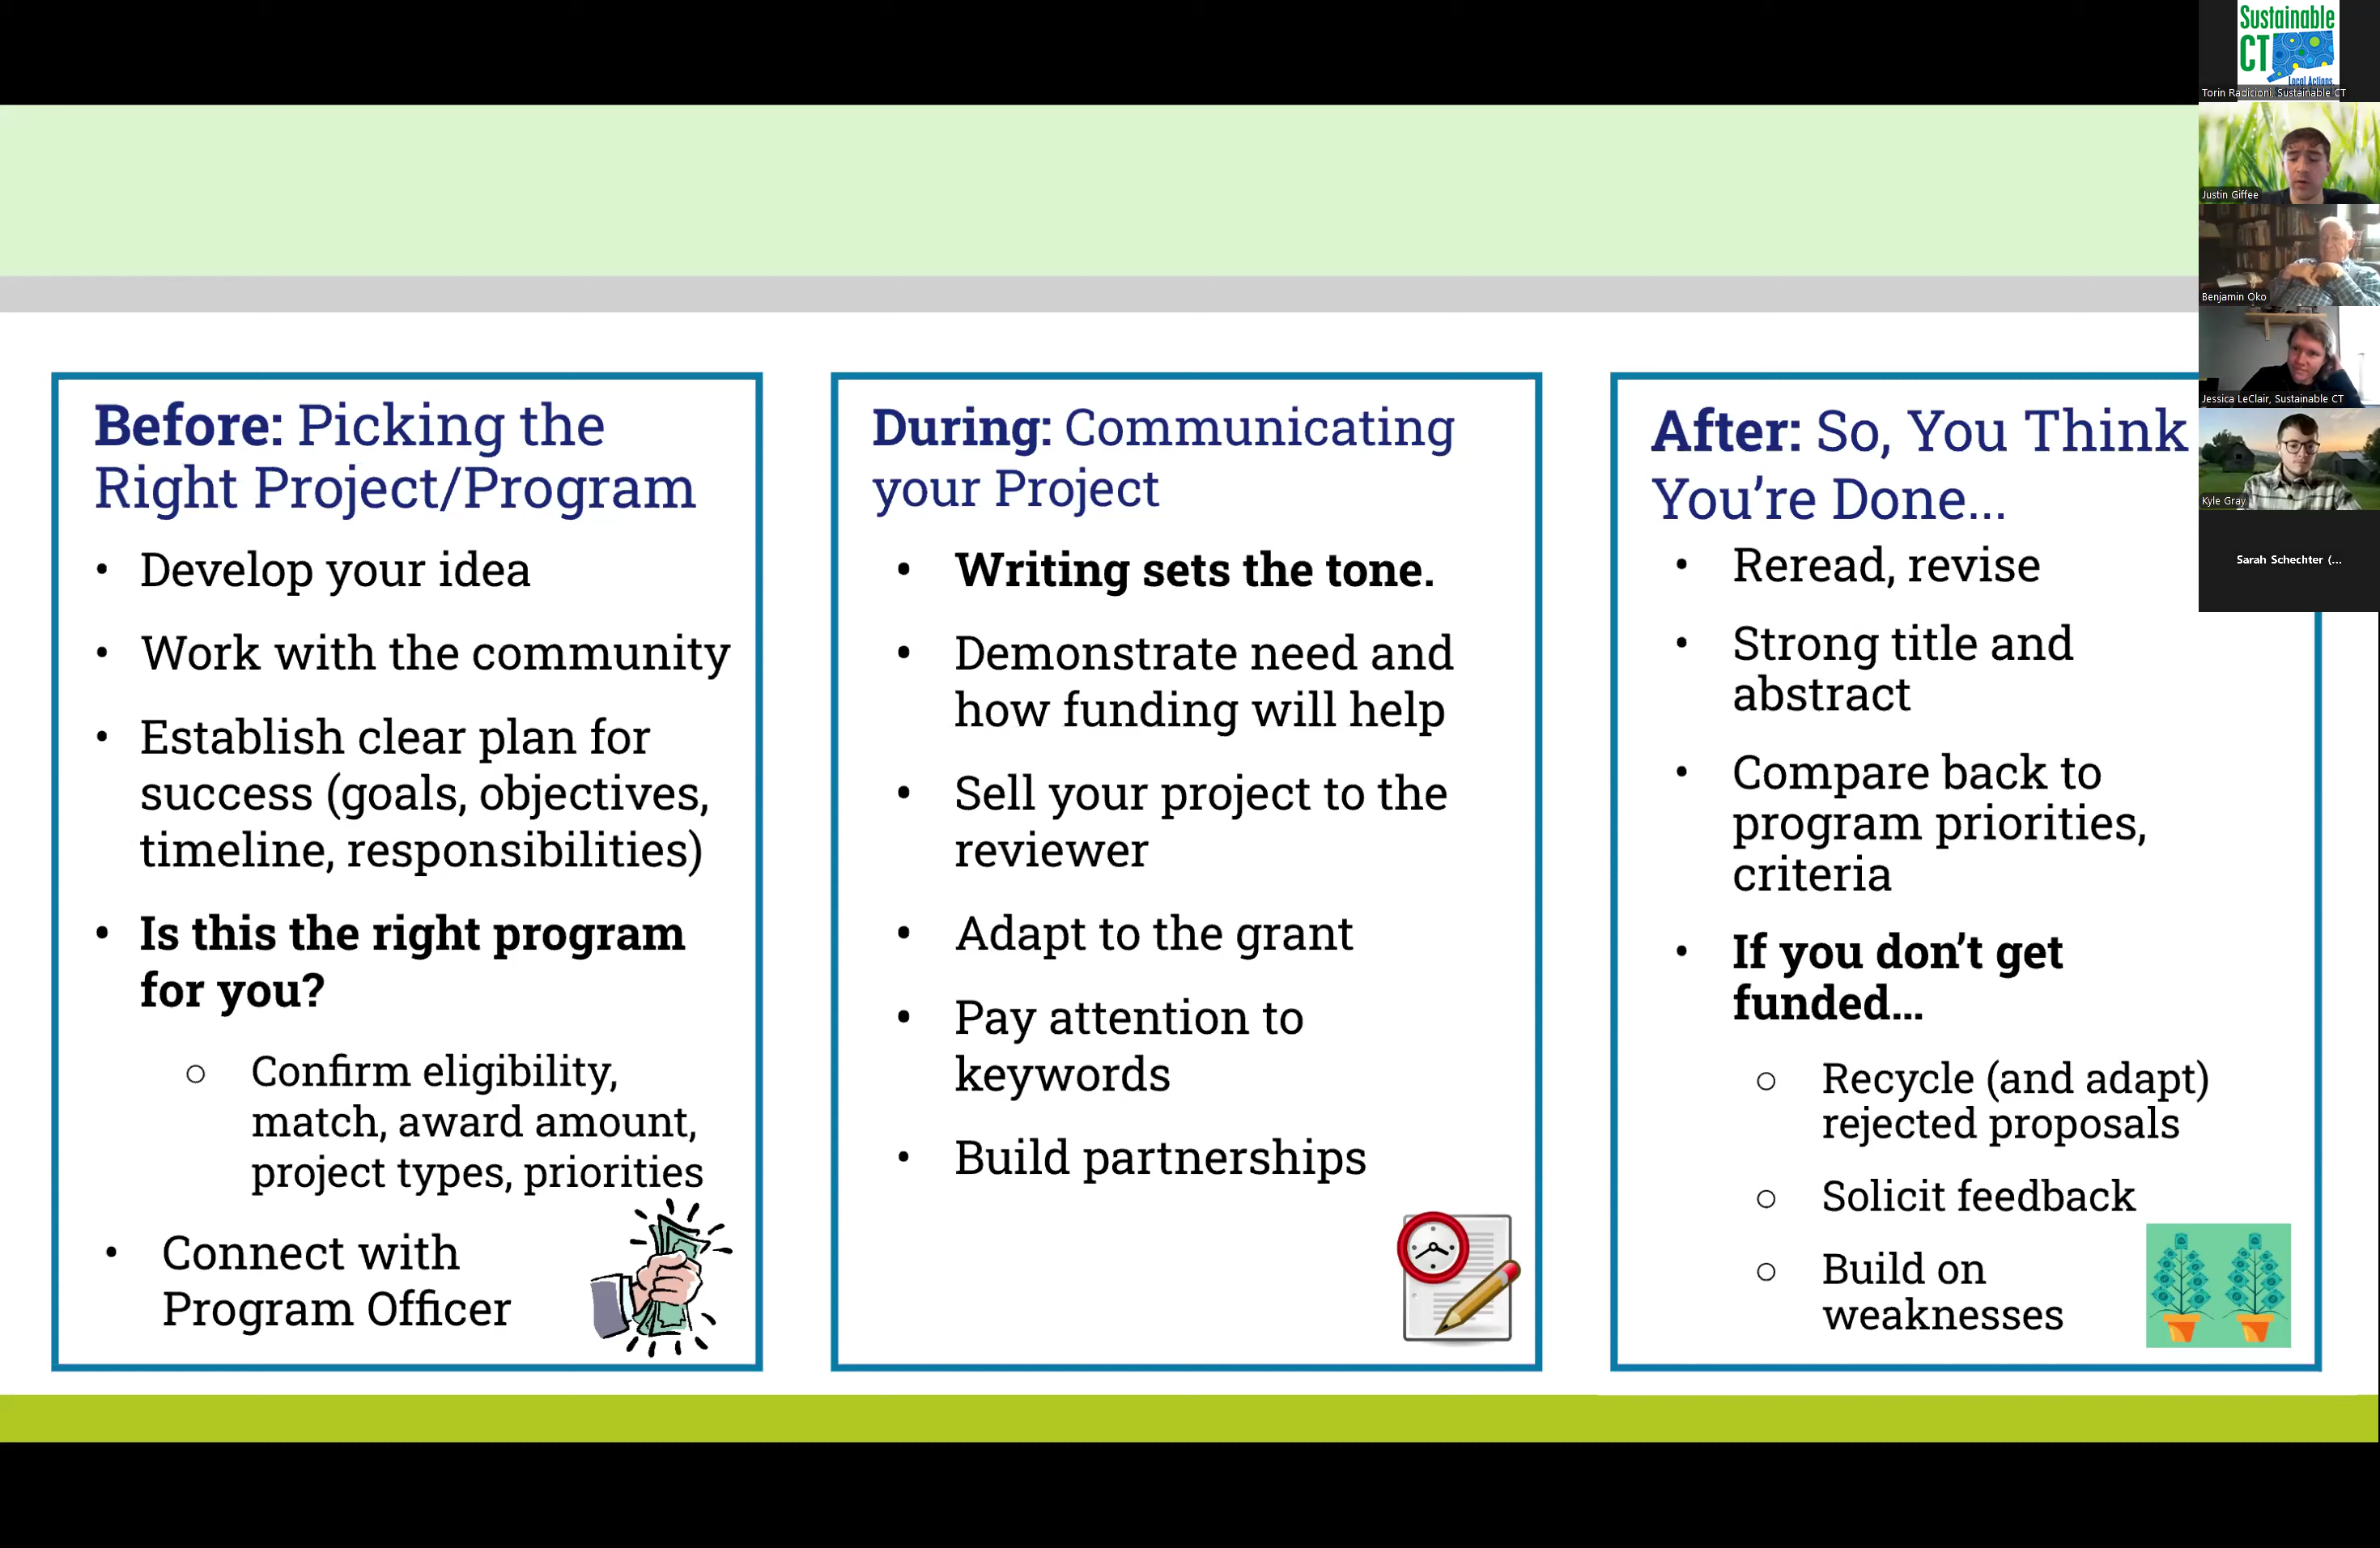 Before: Picking the
Right Project/Program
• Develop your idea
• Work with the community
• Establish clear plan for
success (goals, objectives,
timeline, responsibilities)
• Is this the right program
for you?
○ Confirm eligibility,
match, award amount,
project types, priorities
• Connect with
Program Officer
During: Communicating
your Project
• Writing sets the tone.
• Demonstrate need and
how funding will help
• Sell your project to the
reviewer
• Adapt to the grant
• Pay attention to
keywords
• Build partnerships
After: So, You Think
You’re Done...
• Reread, revise
• Strong title and
abstract
• Compare back to
program priorities,
criteria
• If you don’t get
funded...
○ Recycle (and adapt)
rejected proposals
○ Solicit feedback
○ Build on
weaknesses
Sustainable
CT
Local Actions
Torin Radicioni, Sustainable CT
Justin Giffee
Benjamin Oko
Jessica LeClair, Sustainable CT
Kyle Gray
Sarah Schechter (...